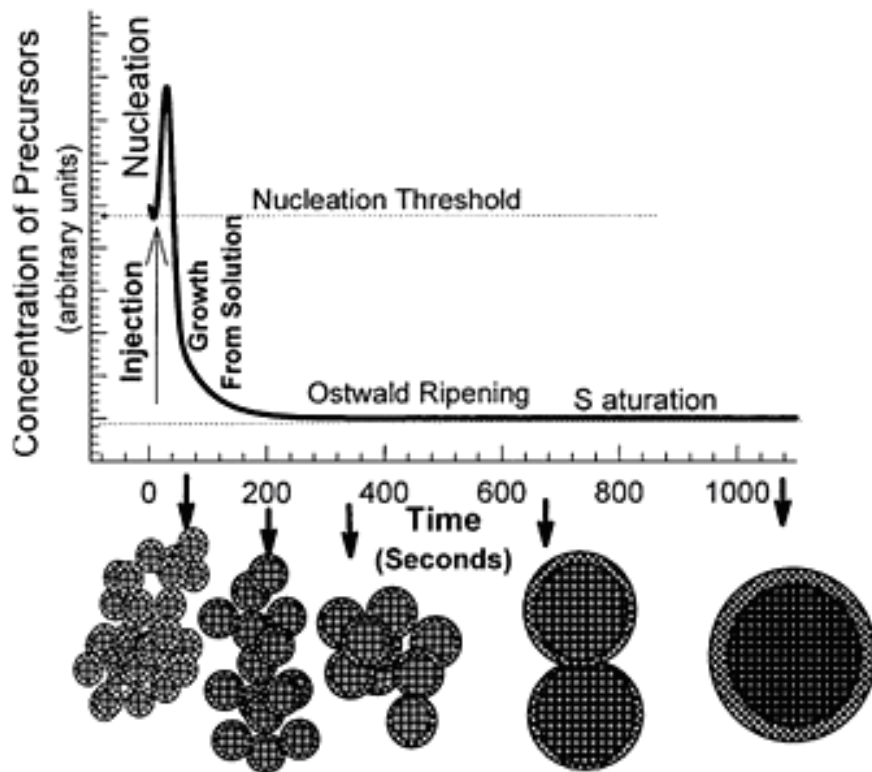 Concentration of Precursors
(arbitrary units)
Nucleation
Nucleation Threshold
Injection
Growth
From Solution
Ostwald Ripening
S aturation
0 200 400 600 800 1000
Time
(Seconds)